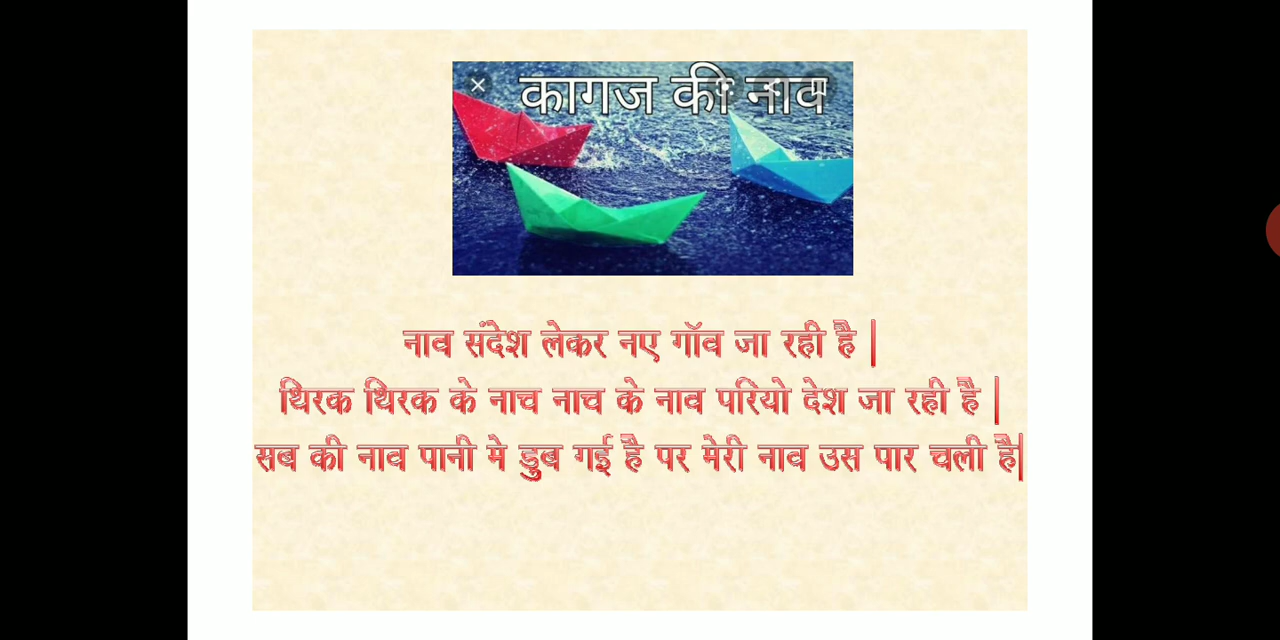 कागज की नाव
नाव संदेश लेकर नए गॉव जा रही है |
थिरक थिरक के नाच नाच के नाव परियो देश जा रही है |
सब की नाव पानी मे डुब गई है पर मेरी नाव उस पार चली है|